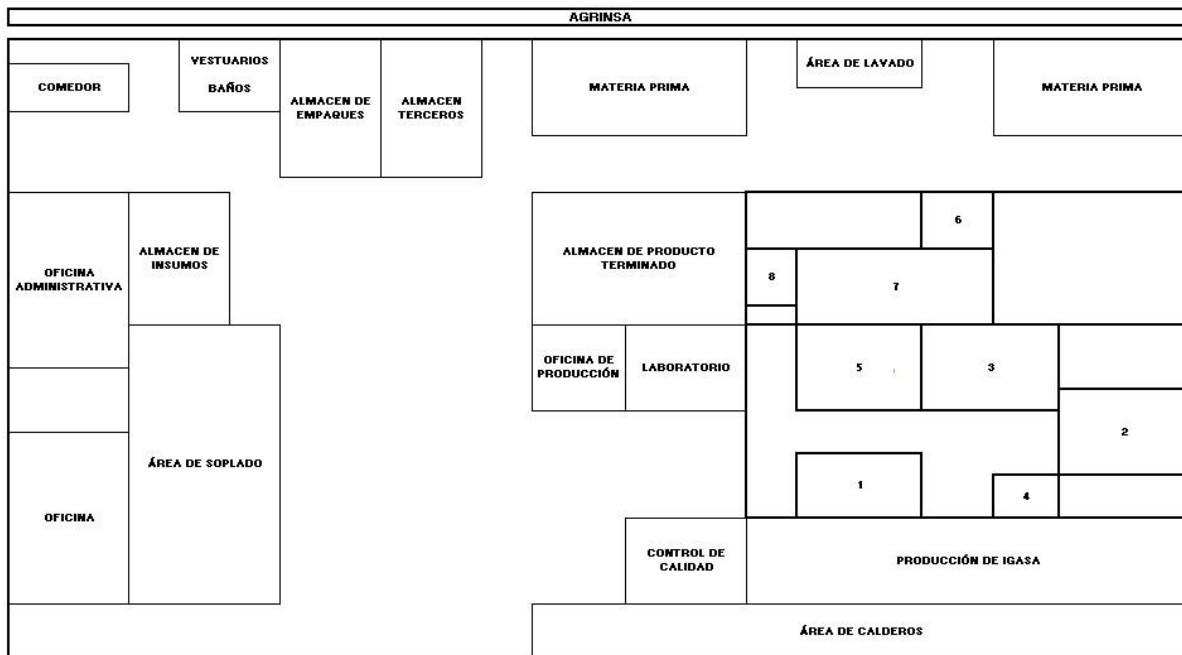 AGRINSA
COMEDOR
VESTUARIOS
BAÑOS
ALMACEN DE
EMPAQUES
ALMACEN
TERCEROS
MATERIA PRIMA
ÁREA DE LAVADO
MATERIA PRIMA
OFICINA
ADMINISTRATIVA
ALMACEN DE
INSUMOS
ALMACEN DE PRODUCTO
TERMINADO
6
8
7
OFICINA DE
PRODUCCIÓN
LABORATORIO
5
3
2
ÁREA DE SOPLADO
1
4
OFICINA
CONTROL DE
CALIDAD
PRODUCCIÓN DE IGASA
ÁREA DE CALDEROS